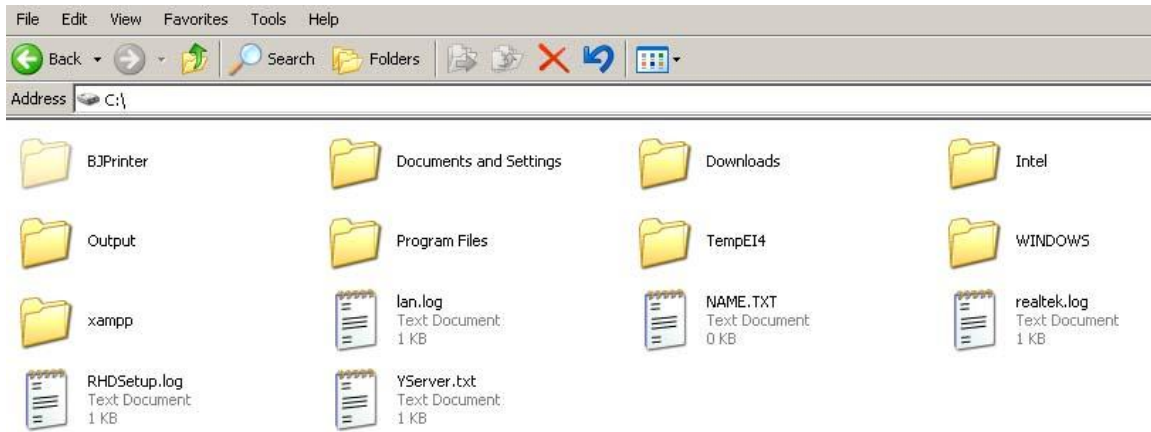 File Edit View Favorites Tools Help
Back Search Folders
Address C:\
BJPrinter Documents and Settings Downloads Intel
Output Program Files TempEI4 WINDOWS
xampp
lan.log
Text Document
1 KB
NAME.TXT
Text Document
0 KB
realtek.log
Text Document
1 KB
RHDSetup.log
Text Document
1 KB
YServer.txt
Text Document
1 KB